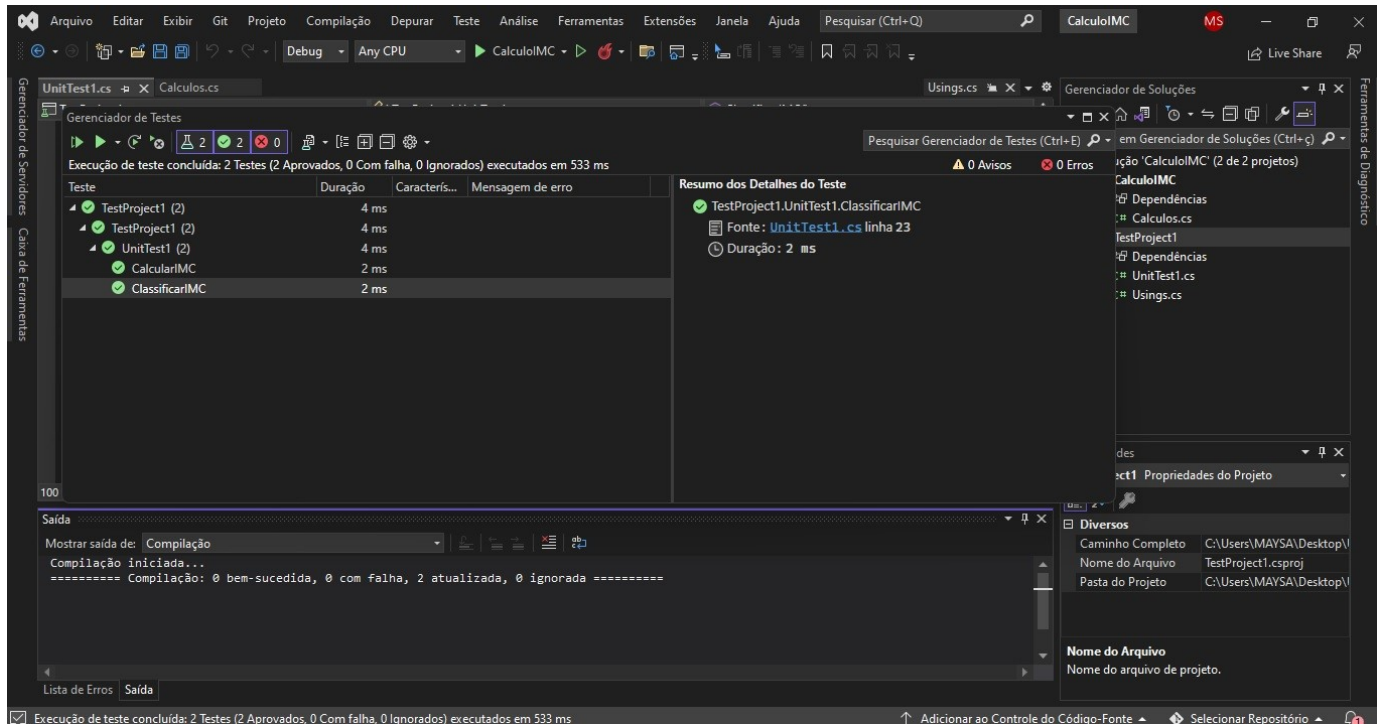 Arquivo Editar Exibir Git Projeto Compilação Depurar Teste Análise Ferramentas Extensões Janela Ajuda Pesquisar (Ctrl+Q) CalculoIMC MS
Debug Any CPU CalculoIMC Live Share
Gerenciador de Servidores
Caixa de Ferramentas
UnitTest1.cs Calculos.cs Usings.cs
Gerenciador de Testes
2 2 0 Pesquisar Gerenciador de Testes (Ctrl+E)
Execução de teste concluída: 2 Testes (2 Aprovados, 0 Com falha, 0 Ignorados) executados em 533 ms 0 Avisos 0 Erros
Teste Duração Caracterís... Mensagem de erro
TestProject1 (2) 4 ms
TestProject1 (2) 4 ms
UnitTest1 (2) 4 ms
CalcularIMC 2 ms
ClassificarIMC 2 ms
Resumo dos Detalhes do Teste
TestProject1.UnitTest1.ClassificarIMC
Fonte: UnitTest1.cs linha 23
Duração: 2 ms
Gerenciador de Soluções
em Gerenciador de Soluções (Ctrl+ç)
ução 'CalculoIMC' (2 de 2 projetos)
CalculoIMC
Dependências
Calculos.cs
TestProject1
Dependências
UnitTest1.cs
Usings.cs
Ferramentas de Diagnóstico
100
Saída
Mostrar saída de: Compilação
Compilação iniciada...
========== Compilação: 0 bem-sucedida, 0 com falha, 2 atualizada, 0 ignorada ==========
Lista de Erros Saída
des
ect1 Propriedades do Projeto
Diversos
Caminho Completo C:\Users\MAYSA\Desktop\
Nome do Arquivo TestProject1.csproj
Pasta do Projeto C:\Users\MAYSA\Desktop\
Nome do Arquivo
Nome do arquivo de projeto.
Execução de teste concluída: 2 Testes (2 Aprovados, 0 Com falha, 0 Ignorados) executados em 533 ms Adicionar ao Controle do Código-Fonte Selecionar Repositório 1